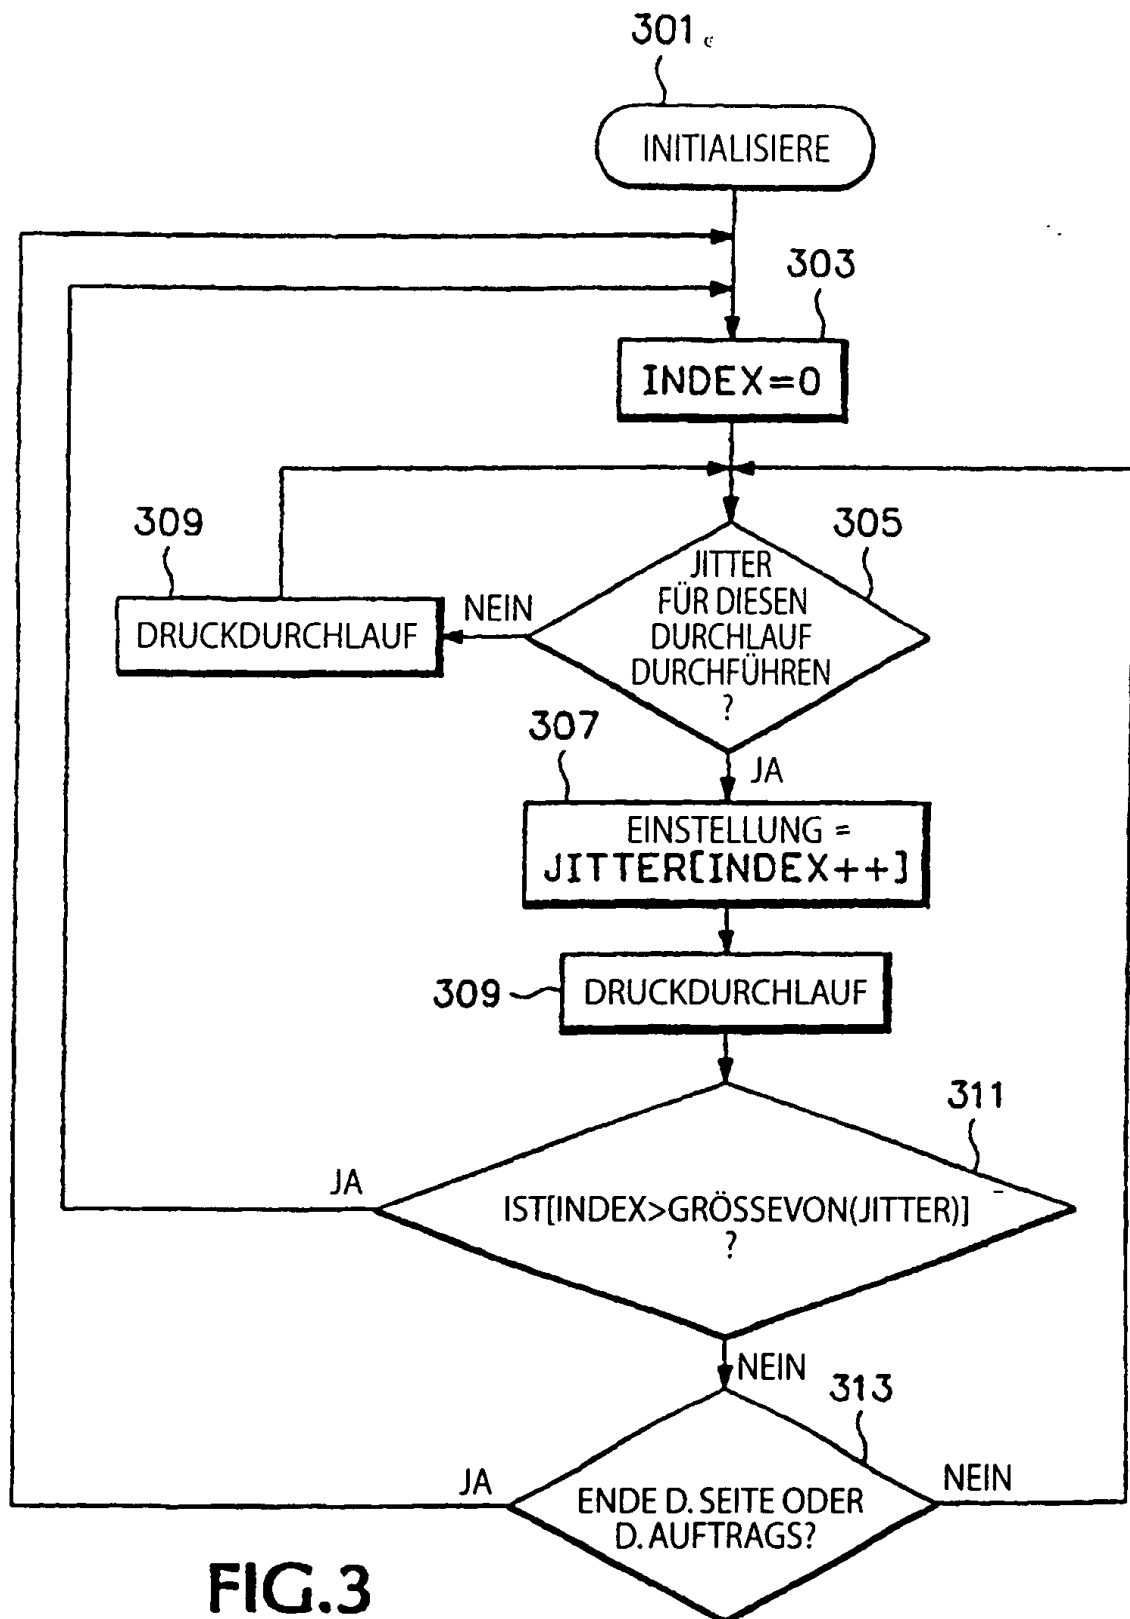 301
INITIALISIERE
303
INDEX=0
309
DRUCKDURCHLAUF
NEIN
305
JITTER
FÜR DIESEN
DURCHLAUF
DURCHFÜHREN
?
JA
307
EINSTELLUNG =
JITTER[INDEX++]
309
DRUCKDURCHLAUF
311
JA
IST[INDEX>GRÖSSEVON(JITTER)]
?
NEIN
313
JA
ENDE D. SEITE ODER
D. AUFTRAGS?
NEIN
FIG.3